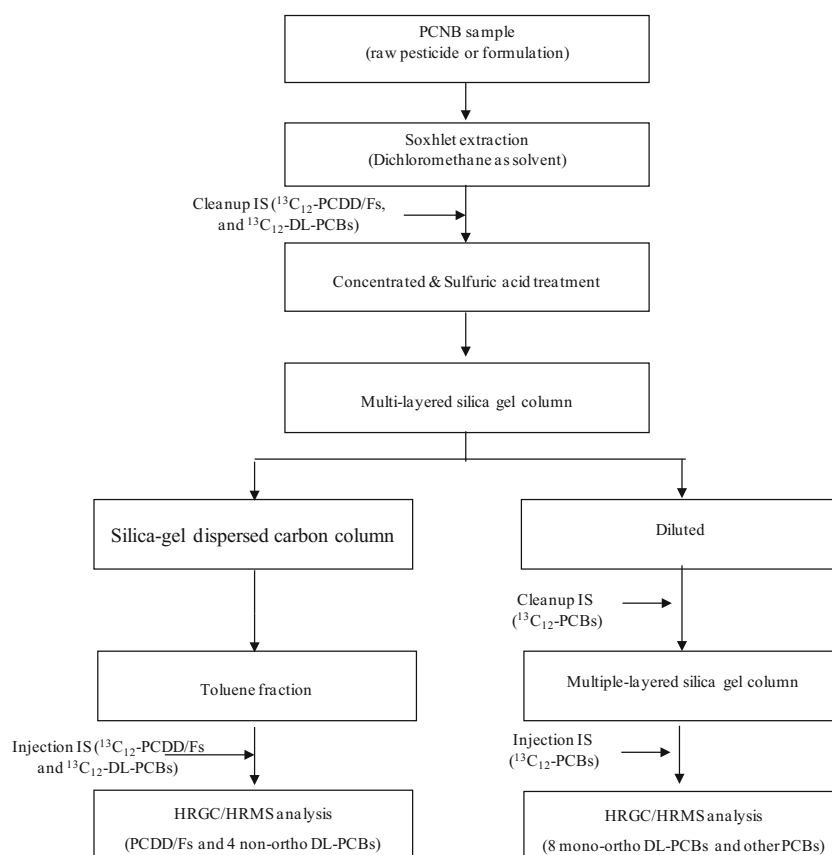 PCNB sample
(raw pesticide or formulation)
Soxhlet extraction
(Dichloromethane as solvent)
Cleanup IS (¹³C₁₂-PCDD/Fs,
and ¹³C₁₂-DL-PCBs)
Concentrated & Sulfuric acid treatment
Multi-layered silica gel column
Silica-gel dispersed carbon column
Diluted
Cleanup IS
(¹³C₁₂-PCBs)
Toluene fraction
Multiple-layered silica gel column
Injection IS (¹³C₁₂-PCDD/Fs
and ¹³C₁₂-DL-PCBs)
Injection IS
(¹³C₁₂-PCBs)
HRGC/HRMS analysis
(PCDD/Fs and 4 non-ortho DL-PCBs)
HRGC/HRMS analysis
(8 mono-ortho DL-PCBs and other PCBs)